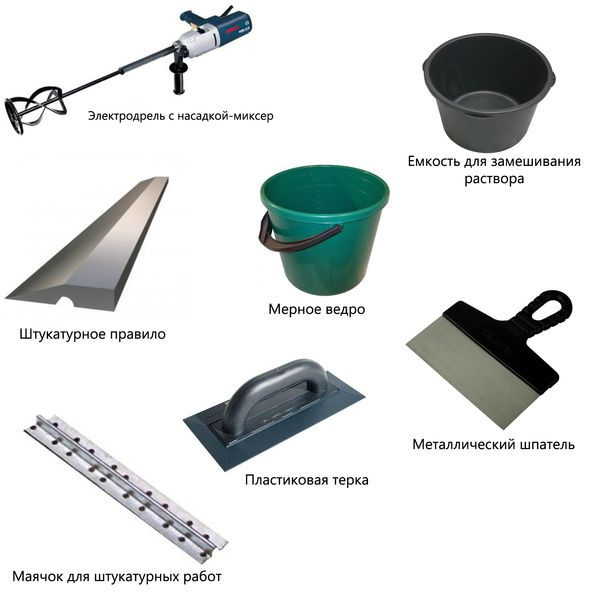 Электродрель с насадкой-миксер
Емкость для замешивания
раствора
Мерное ведро
Штукатурное правило
Металлический шпатель
Пластиковая терка
Маячок для штукатурных работ